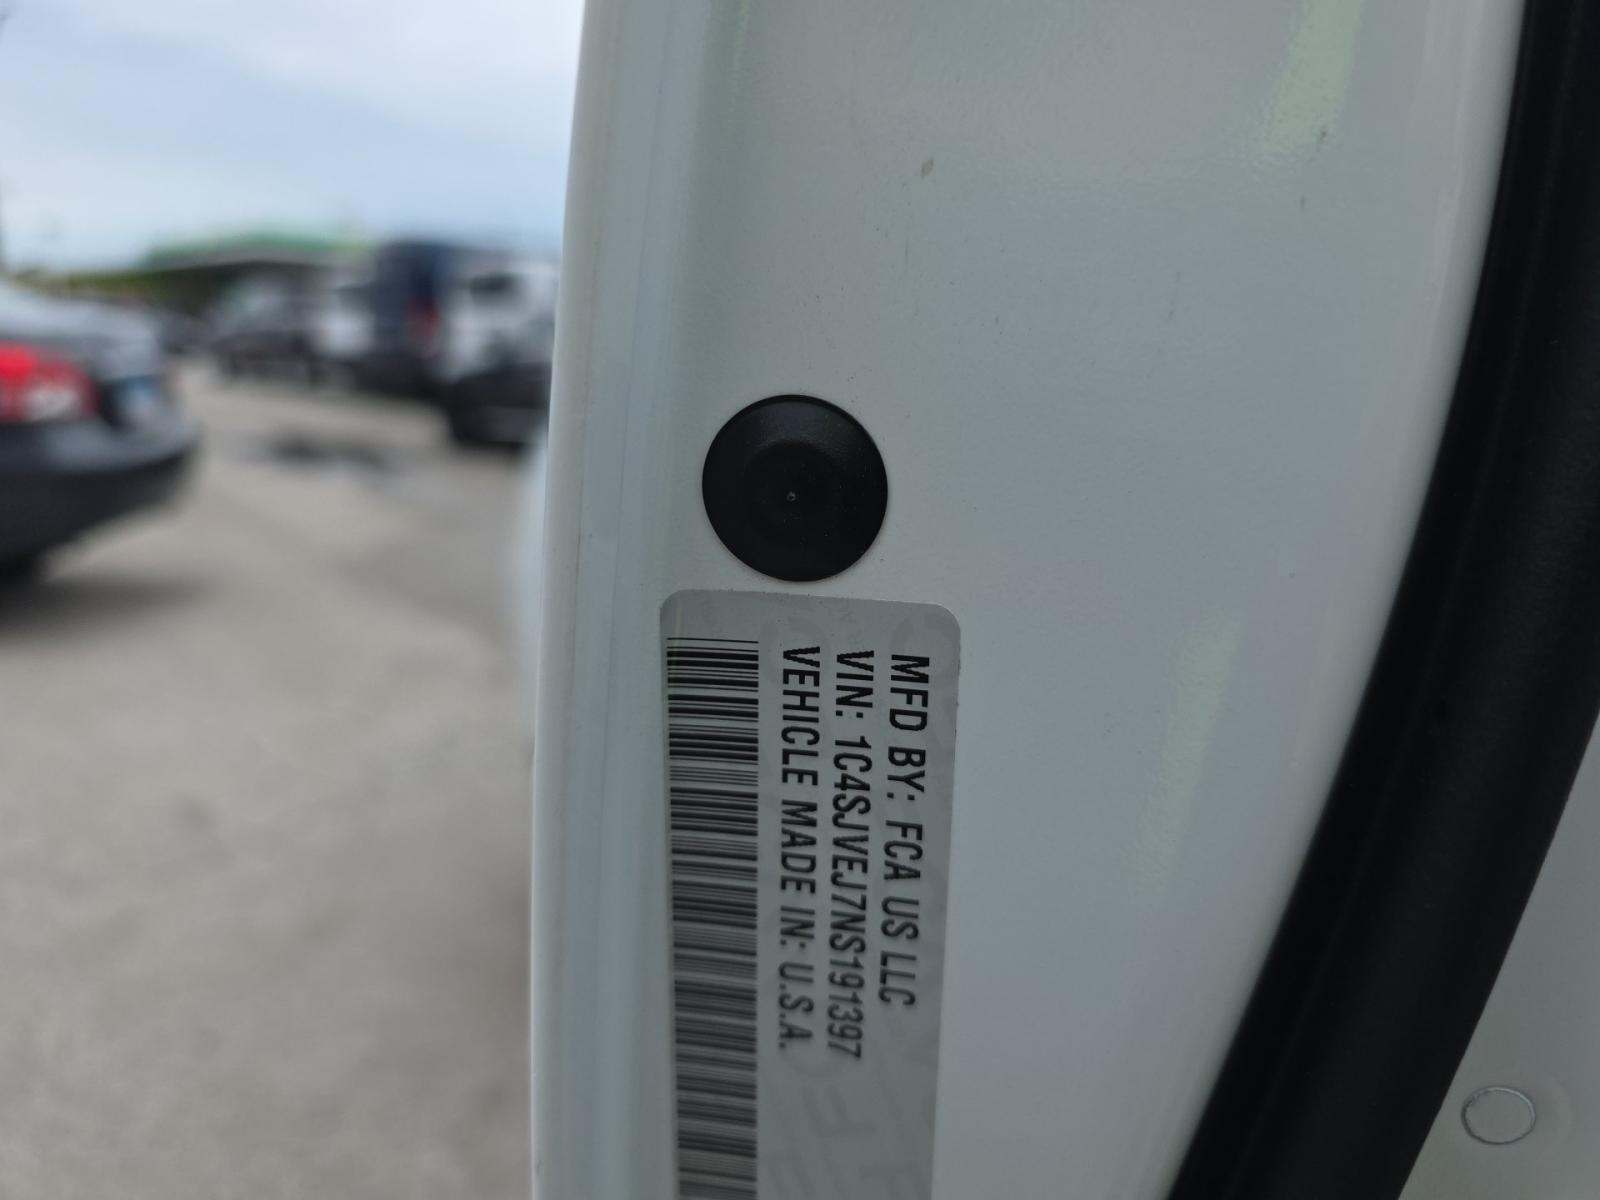 MFD BY: FCA US LLC
VIN: 1C4SJVEJ7NS191397
VEHICLE MADE IN: U.S.A.